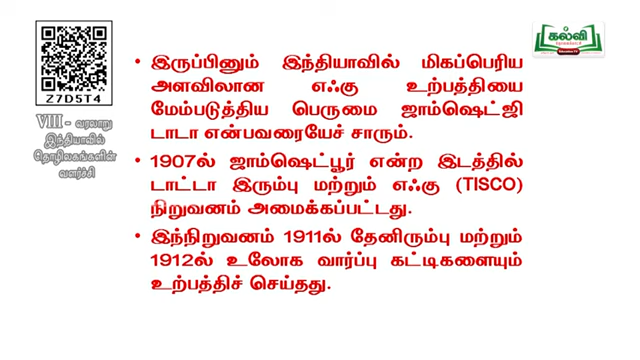 கல்வி
Z7D5T4
VIII - வரலாறு
இந்தியாவில்
தொழிலகங்களின்
வளர்ச்சி
• இருப்பினும் இந்தியாவில் மிகப்பெரிய
அளவிலான எஃகு உற்பத்தியை
மேம்படுத்திய பெருமை ஜாம்ஷெட்ஜி
டாடா என்பவரையேச் சாரும்.
• 1907ல் ஜாம்ஷெட்பூர் என்ற இடத்தில்
டாட்டா இரும்பு மற்றும் எஃகு (TISCO)
நிறுவனம் அமைக்கப்பட்டது.
• இந்நிறுவனம் 1911ல் தேனிரும்பு மற்றும்
1912ல் உலோக வார்ப்பு கட்டிகளையும்
உற்பத்திச் செய்தது.